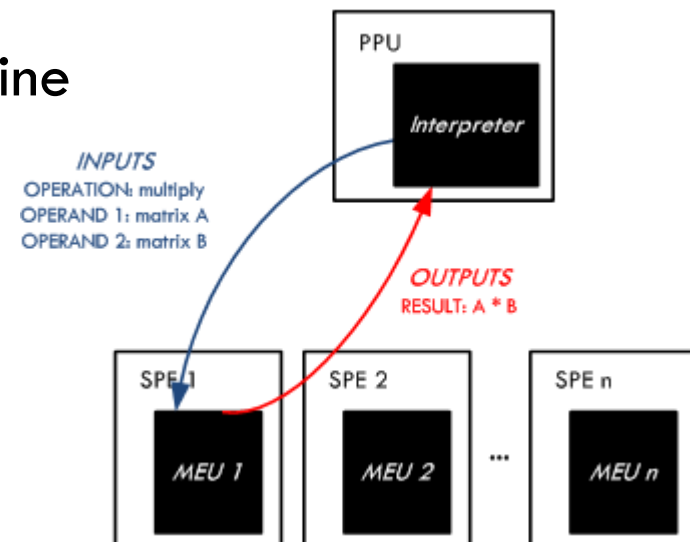 ine
PPU
Interpreter
INPUTS
OPERATION: multiply
OPERAND 1: matrix A
OPERAND 2: matrix B
OUTPUTS
RESULT: A * B
SPE 1
SPE 2
SPE n
MEU 1
MEU 2
...
MEU n